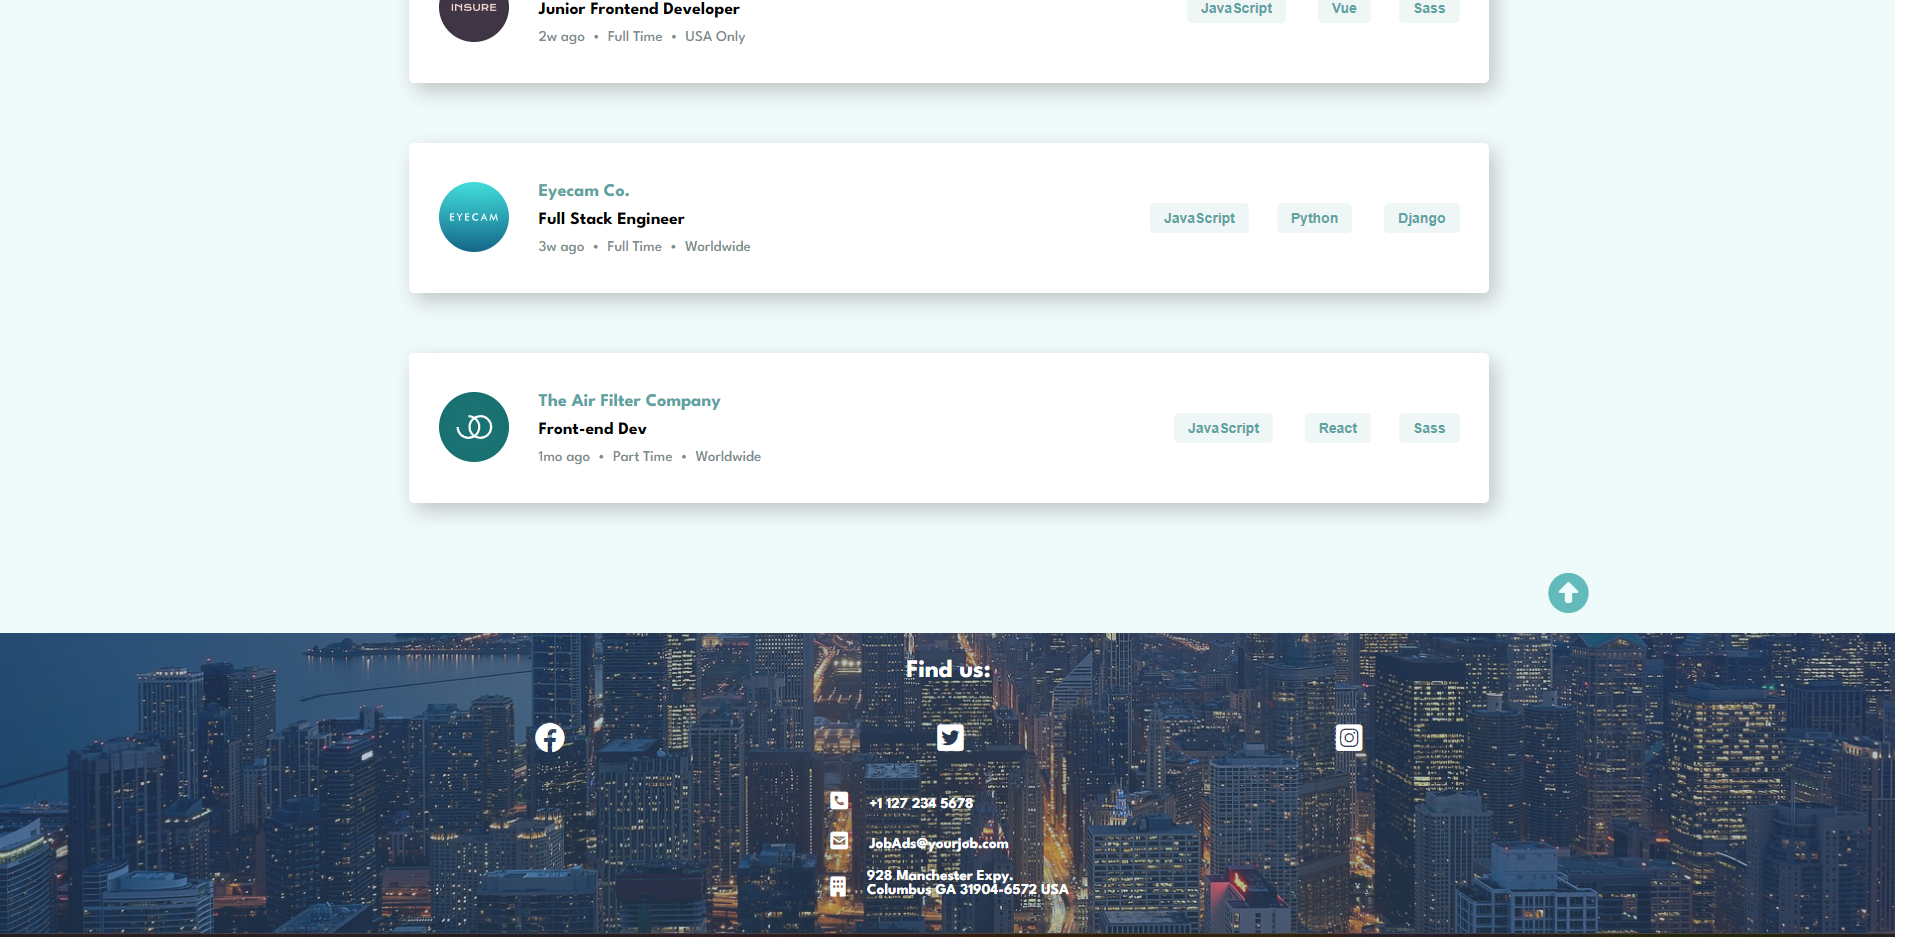 INSURE
Junior Frontend Developer
2w ago • Full Time • USA Only
JavaScript
Vue
Sass
EYECAM
Eyecam Co.
Full Stack Engineer
3w ago • Full Time • Worldwide
JavaScript
Python
Django
The Air Filter Company
Front-end Dev
1mo ago • Part Time • Worldwide
JavaScript
React
Sass
Find us:
+1 127 234 5678
JobAds@yourjob.com
928 Manchester Expy.
Columbus GA 31904-6572 USA